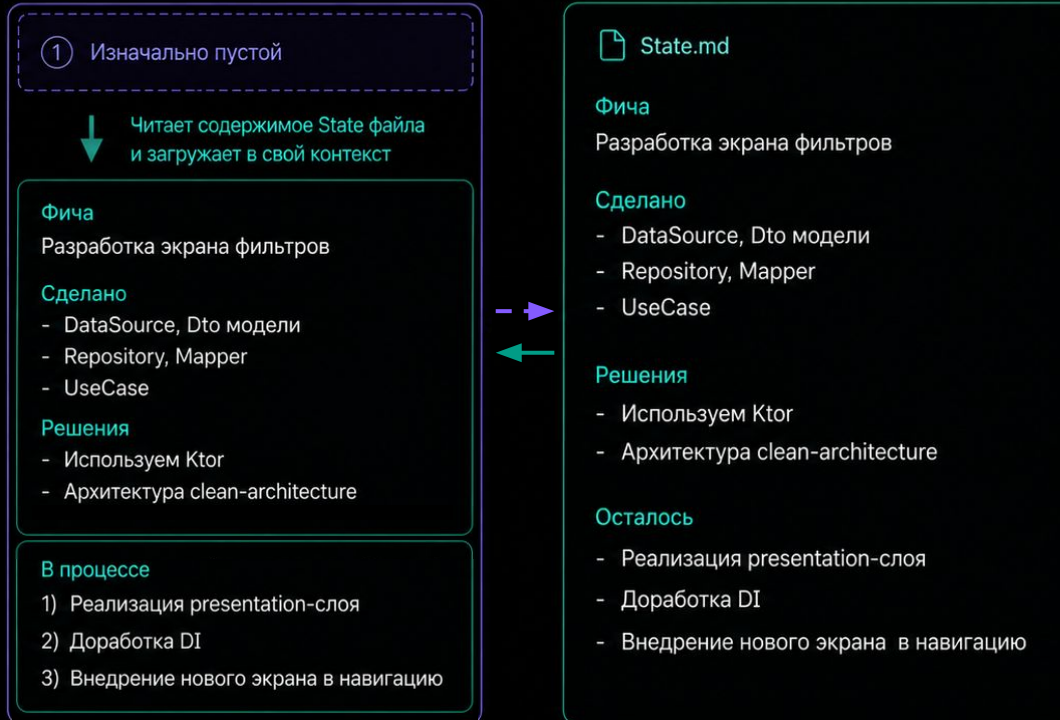 1 Изначально пустой
Читает содержимое State файла
и загружает в свой контекст
Фича
Разработка экрана фильтров
Сделано
- DataSource, Dto модели
- Repository, Mapper
- UseCase
Решения
- Используем Ktor
- Архитектура clean-architecture
В процессе
1) Реализация presentation-слоя
2) Доработка DI
3) Внедрение нового экрана в навигацию
State.md
Фича
Разработка экрана фильтров
Сделано
- DataSource, Dto модели
- Repository, Mapper
- UseCase
Решения
- Используем Ktor
- Архитектура clean-architecture
Осталось
- Реализация presentation-слоя
- Доработка DI
- Внедрение нового экрана в навигацию